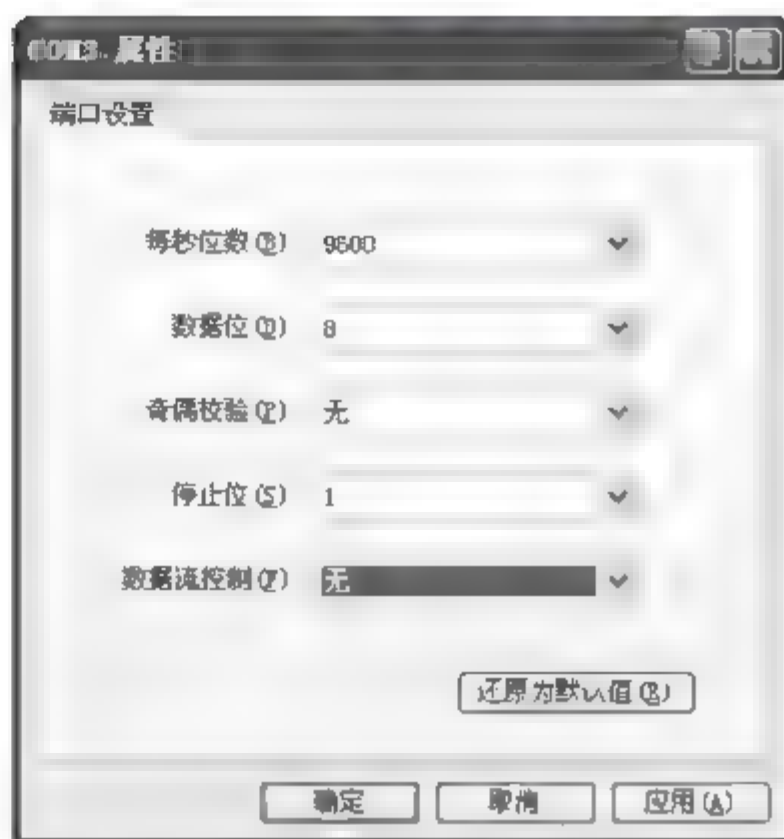 COM3 属性
端口设置
每秒位数(B) 9600
数据位(D) 8
奇偶校验(P) 无
停止位(S) 1
数据流控制(F) 无
还原为默认值(R)
确定 取消 应用(A)